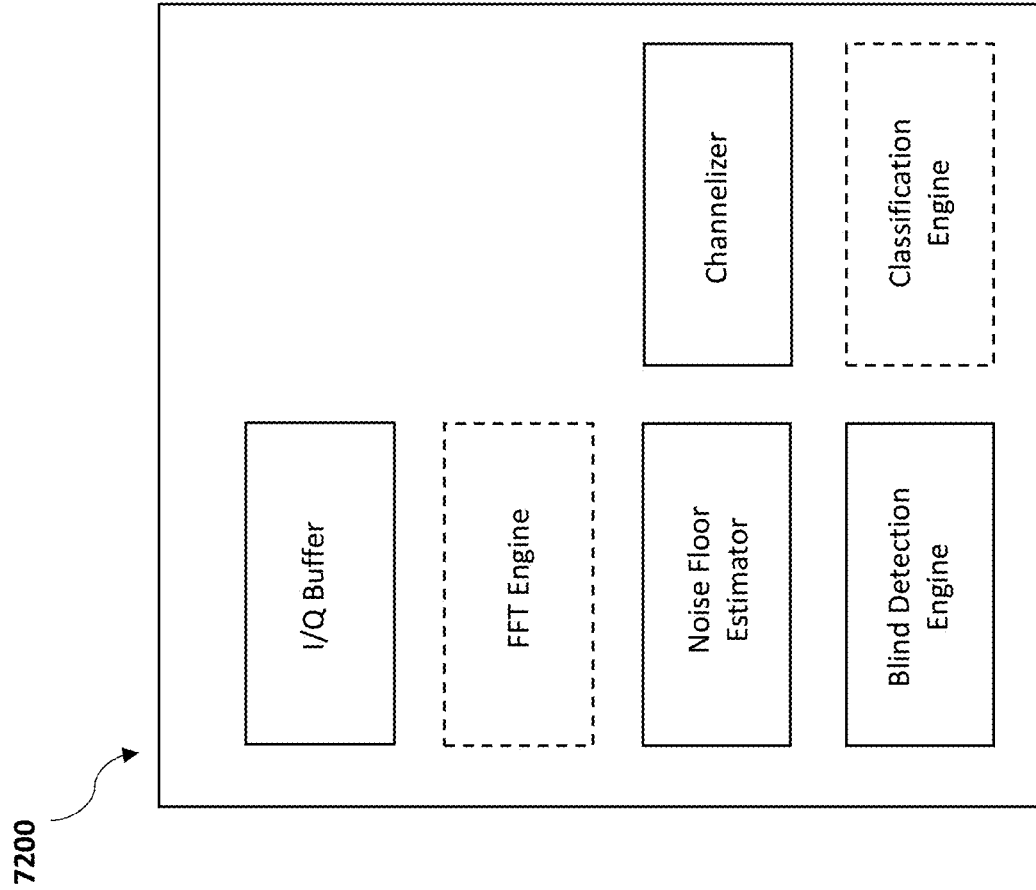 7200
I/Q Buffer
FFT Engine
Noise Floor
Estimator
Channelizer
Blind Detection
Engine
Classification
Engine